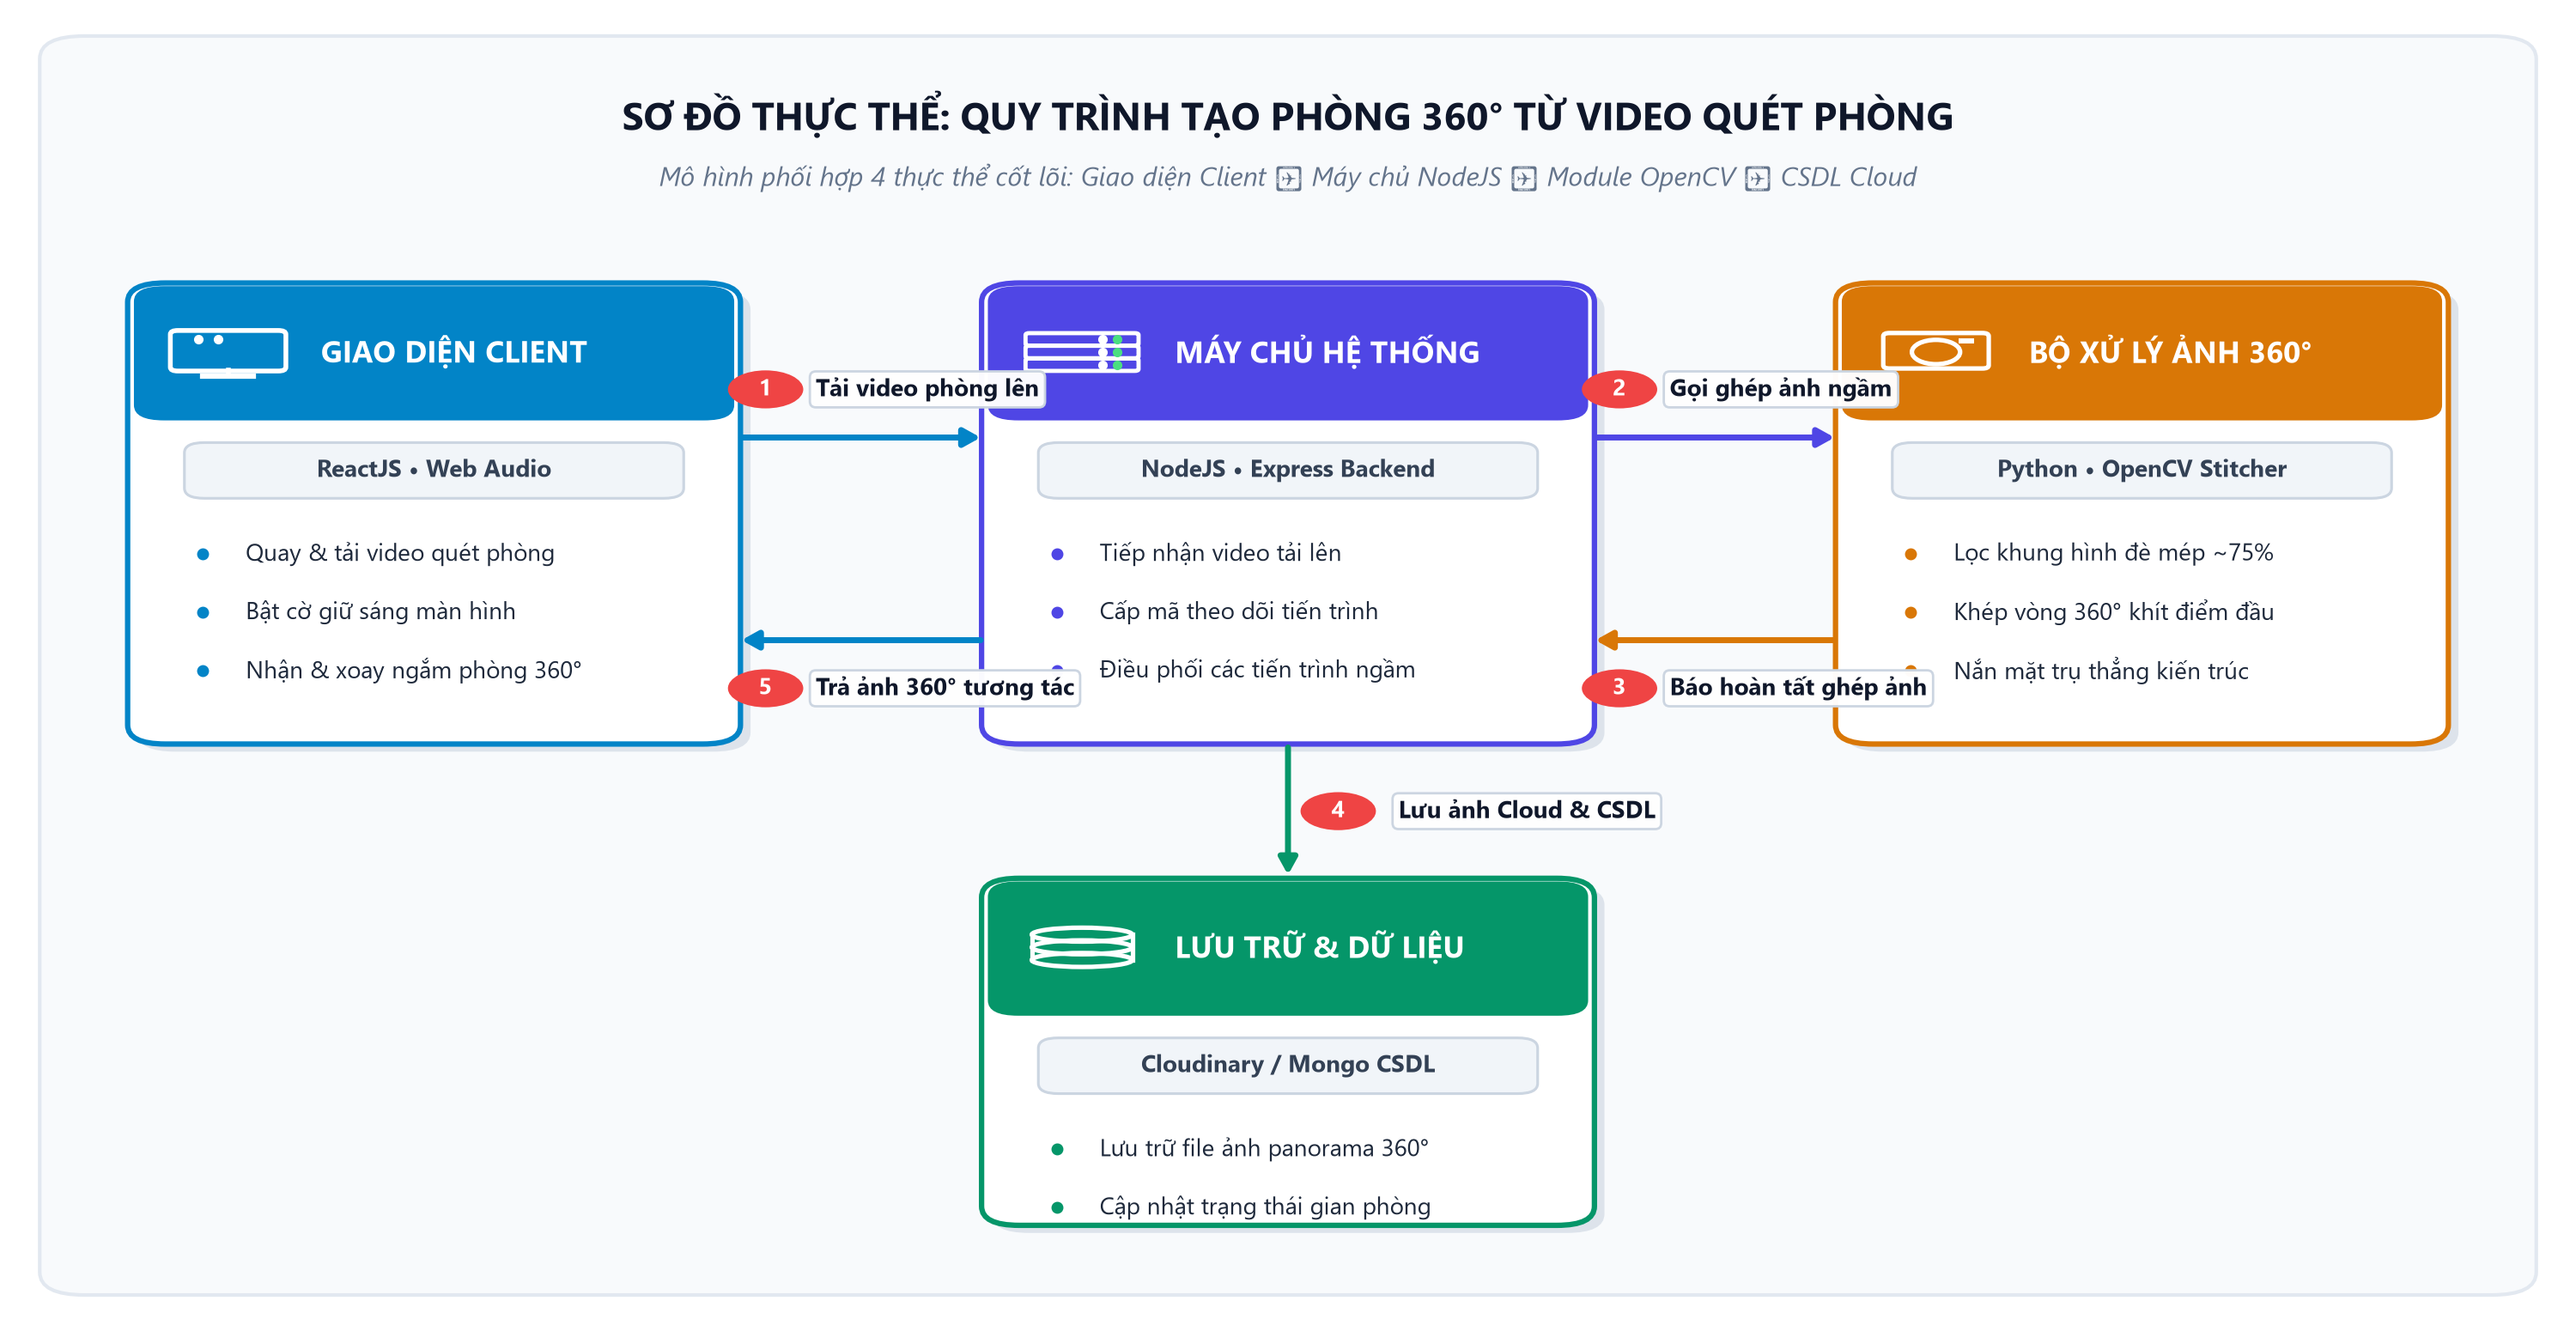 SƠ ĐỒ THỰC THỂ: QUY TRÌNH TẠO PHÒNG 360° TỪ VIDEO QUÉT PHÒNG
Mô hình phối hợp 4 thực thể cốt lõi: Giao diện Client Máy chủ NodeJS Module OpenCV CSDL Cloud
GIAO DIỆN CLIENT
ReactJS • Web Audio
Quay & tải video quét phòng
Bật cờ giữ sáng màn hình
Nhận & xoay ngắm phòng 360°
1 Tải video phòng lên
MÁY CHỦ HỆ THỐNG
NodeJS • Express Backend
Tiếp nhận video tải lên
Cấp mã theo dõi tiến trình
Điều phối các tiến trình ngầm
2 Gọi ghép ảnh ngầm
BỘ XỬ LÝ ẢNH 360°
Python • OpenCV Stitcher
Lọc khung hình đè mép ~75%
Khép vòng 360° khít điểm đầu
Nắn mặt trụ thẳng kiến trúc
5 Trả ảnh 360° tương tác
3 Báo hoàn tất ghép ảnh
4 Lưu ảnh Cloud & CSDL
LƯU TRỮ & DỮ LIỆU
Cloudinary / Mongo CSDL
Lưu trữ file ảnh panorama 360°
Cập nhật trạng thái gian phòng